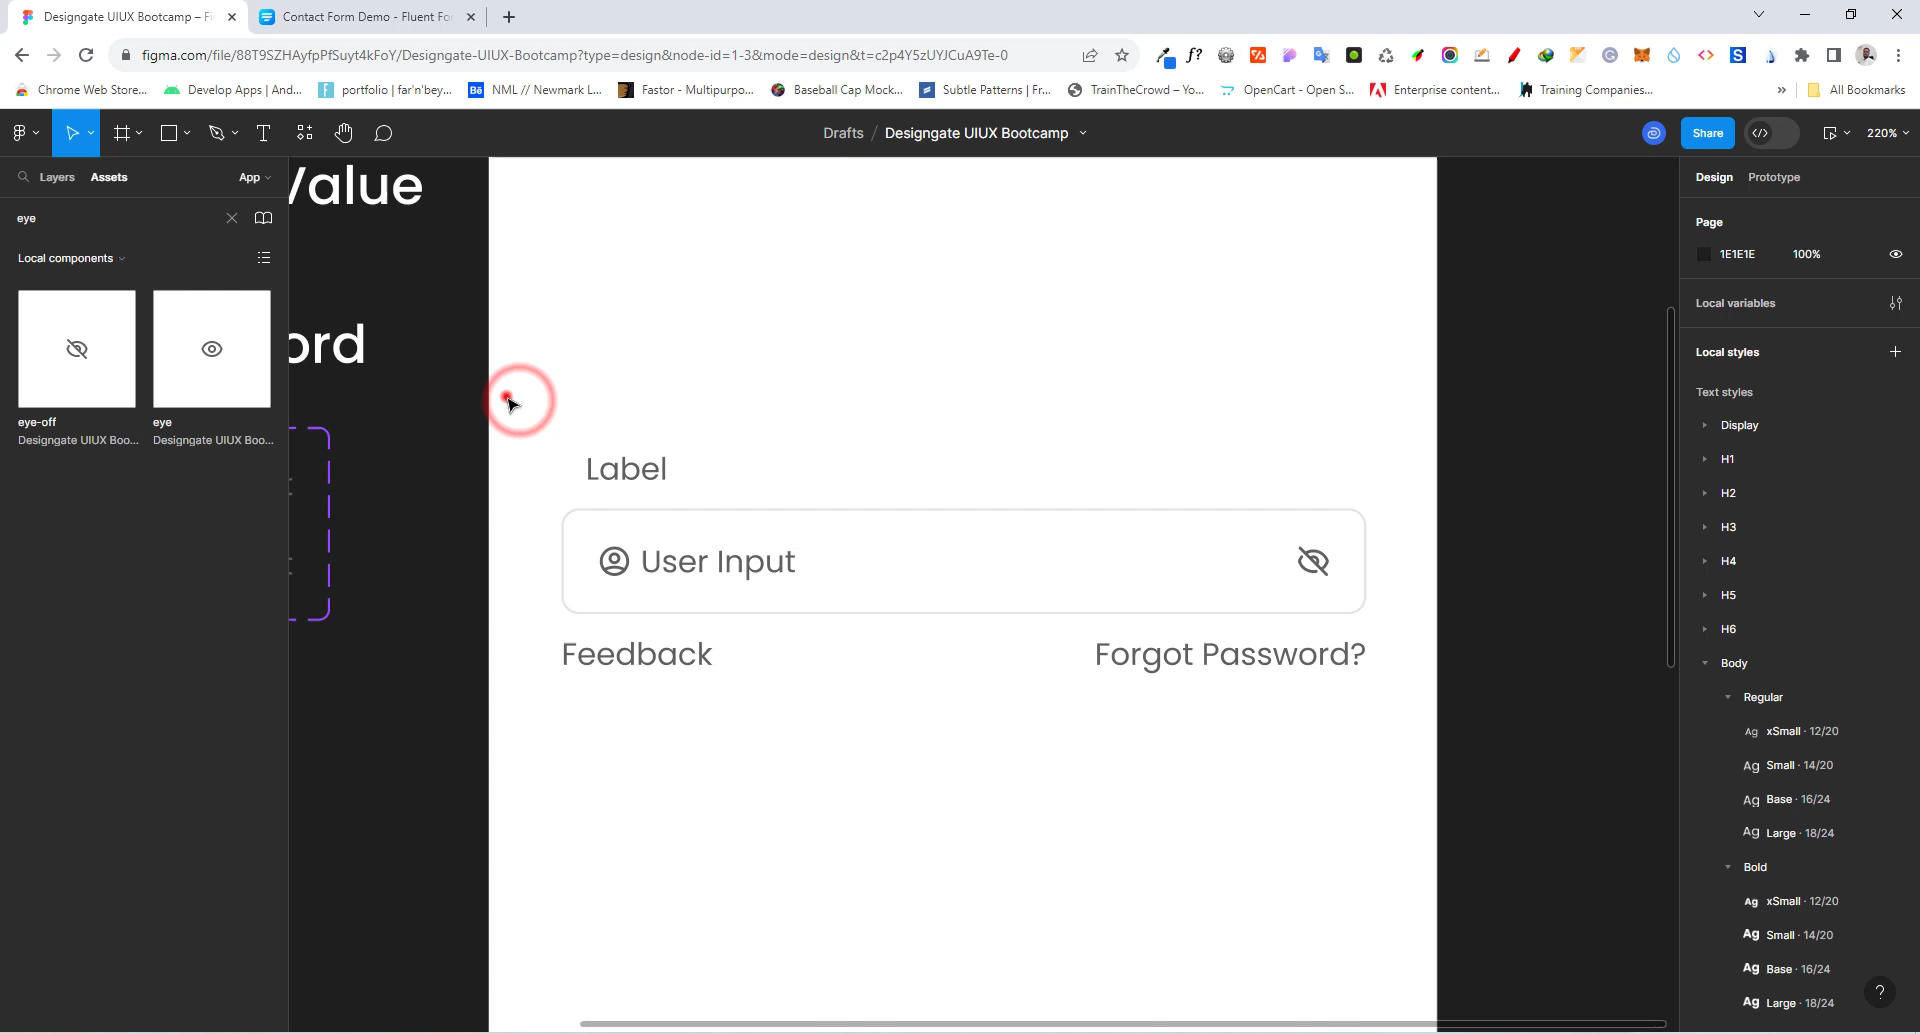 Designgate UIUX Bootcamp – Fi
Contact Form Demo - Fluent Fo
figma.com/file/88T9SZHAyfpPfSuyt4kFoY/Designgate-UIUX-Bootcamp?type=design&node-id=1-3&mode=design&t=c2p4Y5zUYJCuA9Te-0
Chrome Web Store...
Develop Apps | And...
portfolio | far'n'bey...
NML // Newmark L...
Fastor - Multipurpo...
Baseball Cap Mock...
Subtle Patterns | Fr...
TrainTheCrowd – Yo...
OpenCart - Open S...
Enterprise content...
Training Companies...
»
All Bookmarks
Drafts / Designgate UIUX Bootcamp
Share
220%
Layers
Assets
App
eye
Local components
eye-off
Designgate UIUX Boo...
eye
Designgate UIUX Boo...
Value
ord
Label
User Input
Feedback
Forgot Password?
Design
Prototype
Page
1E1E1E
100%
Local variables
Local styles
Text styles
Display
H1
H2
H3
H4
H5
H6
Body
Regular
Ag xSmall · 12/20
Ag Small · 14/20
Ag Base · 16/24
Ag Large · 18/24
Bold
Ag xSmall · 12/20
Ag Small · 14/20
Ag Base · 16/24
Ag Large · 18/24
?